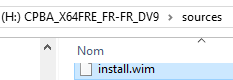 (H:) CPBA_X64FRE_FR-FR_DV9 > sources
Nom
install.wim